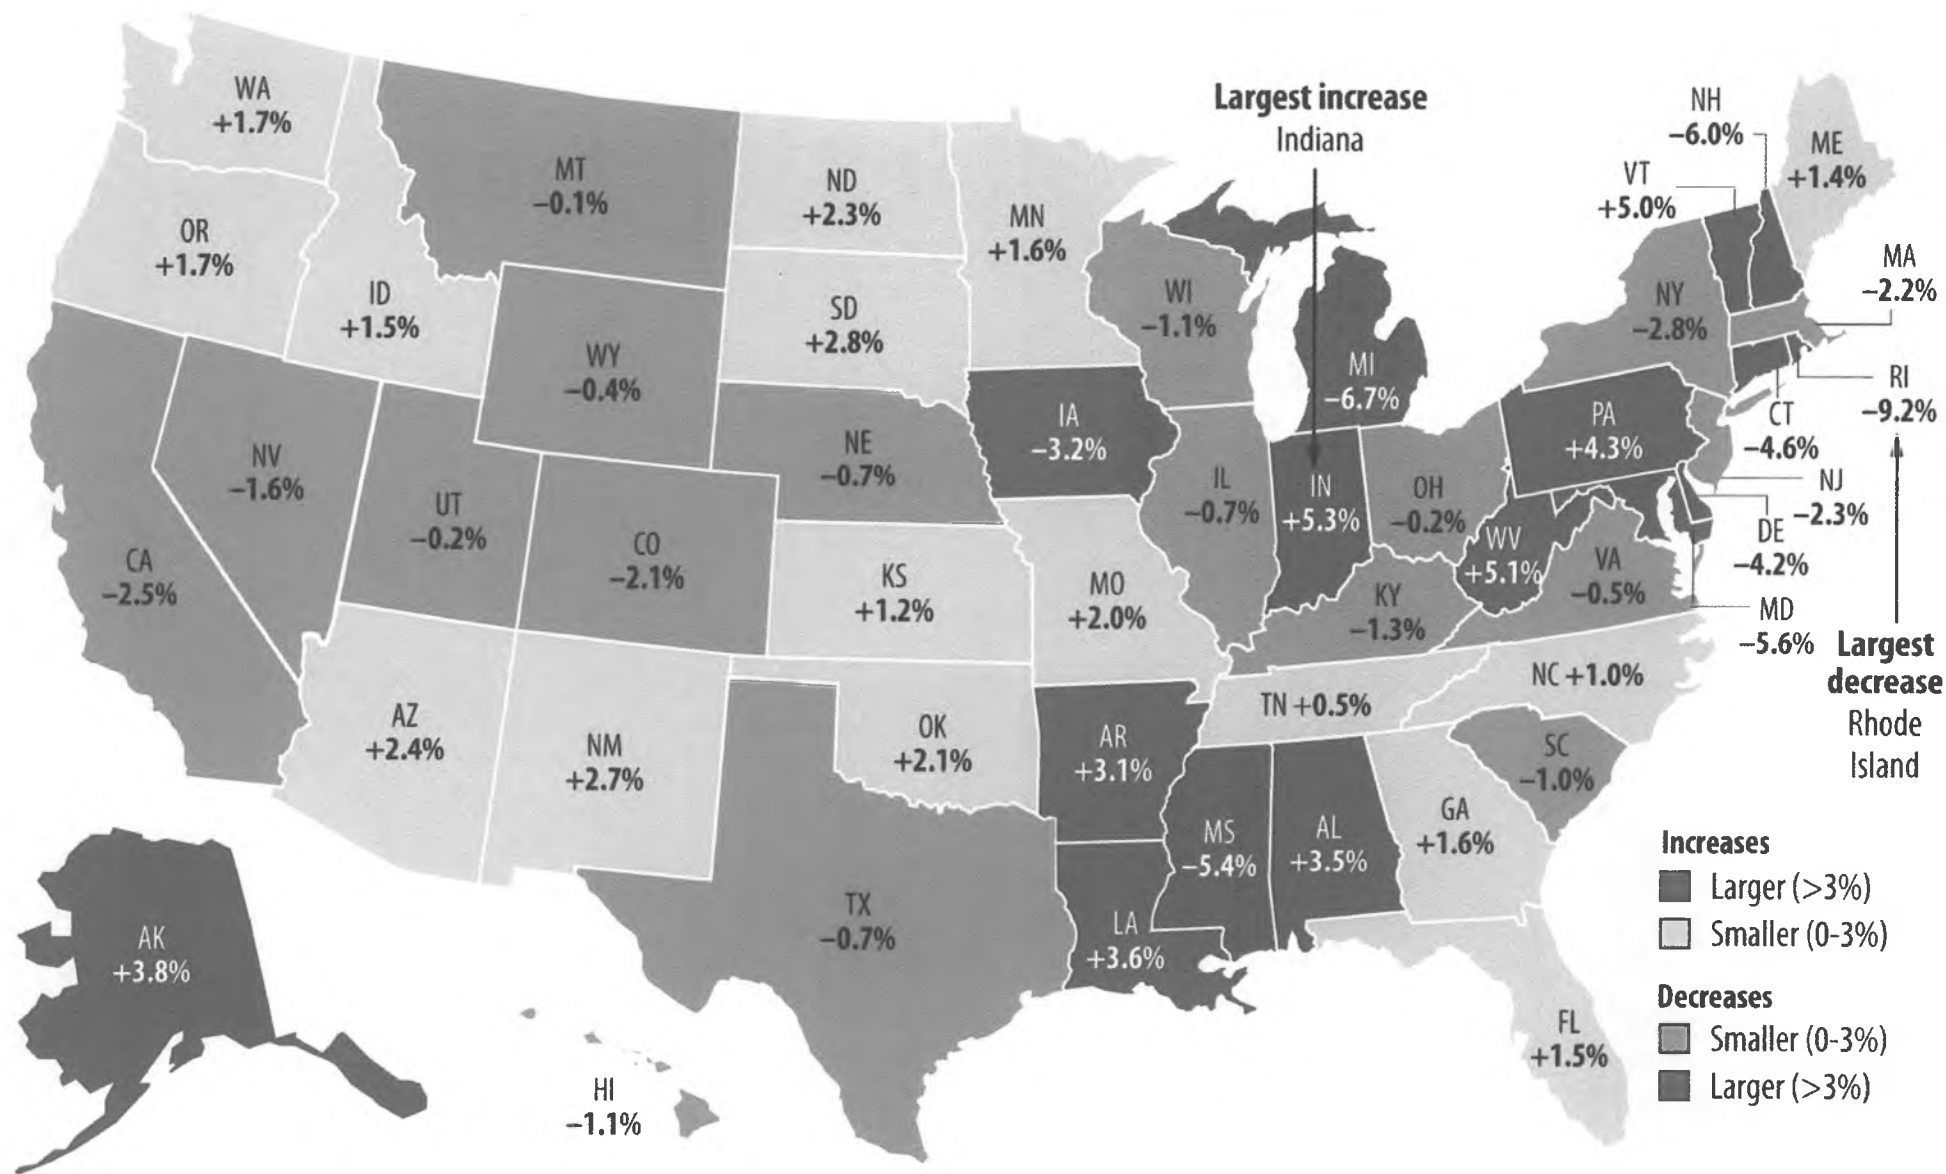 WA
+1.7%
OR
+1.7%
ID
+1.5%
MT
−0.1%
ND
+2.3%
MN
+1.6%
SD
+2.8%
WY
−0.4%
WI
−1.1%
Largest increase
Indiana
NH
−6.0%
VT
+5.0%
ME
+1.4%
MA
−2.2%
NY
−2.8%
RI
−9.2%
CT
−4.6%
NJ
−2.3%
DE
−4.2%
MD
−5.6%
Largest
decrease
Rhode
Island
MI
−6.7%
PA
+4.3%
IA
−3.2%
NE
−0.7%
NV
−1.6%
UT
−0.2%
CO
−2.1%
CA
−2.5%
IL
−0.7%
IN
+5.3%
OH
−0.2%
WV
+5.1%
VA
−0.5%
KS
+1.2%
MO
+2.0%
KY
−1.3%
NC +1.0%
TN +0.5%
AZ
+2.4%
NM
+2.7%
OK
+2.1%
AR
+3.1%
SC
−1.0%
MS
−5.4%
AL
+3.5%
GA
+1.6%
TX
−0.7%
LA
+3.6%
FL
+1.5%
AK
+3.8%
HI
−1.1%
Increases
Larger (>3%)
Smaller (0-3%)
Decreases
Smaller (0-3%)
Larger (>3%)